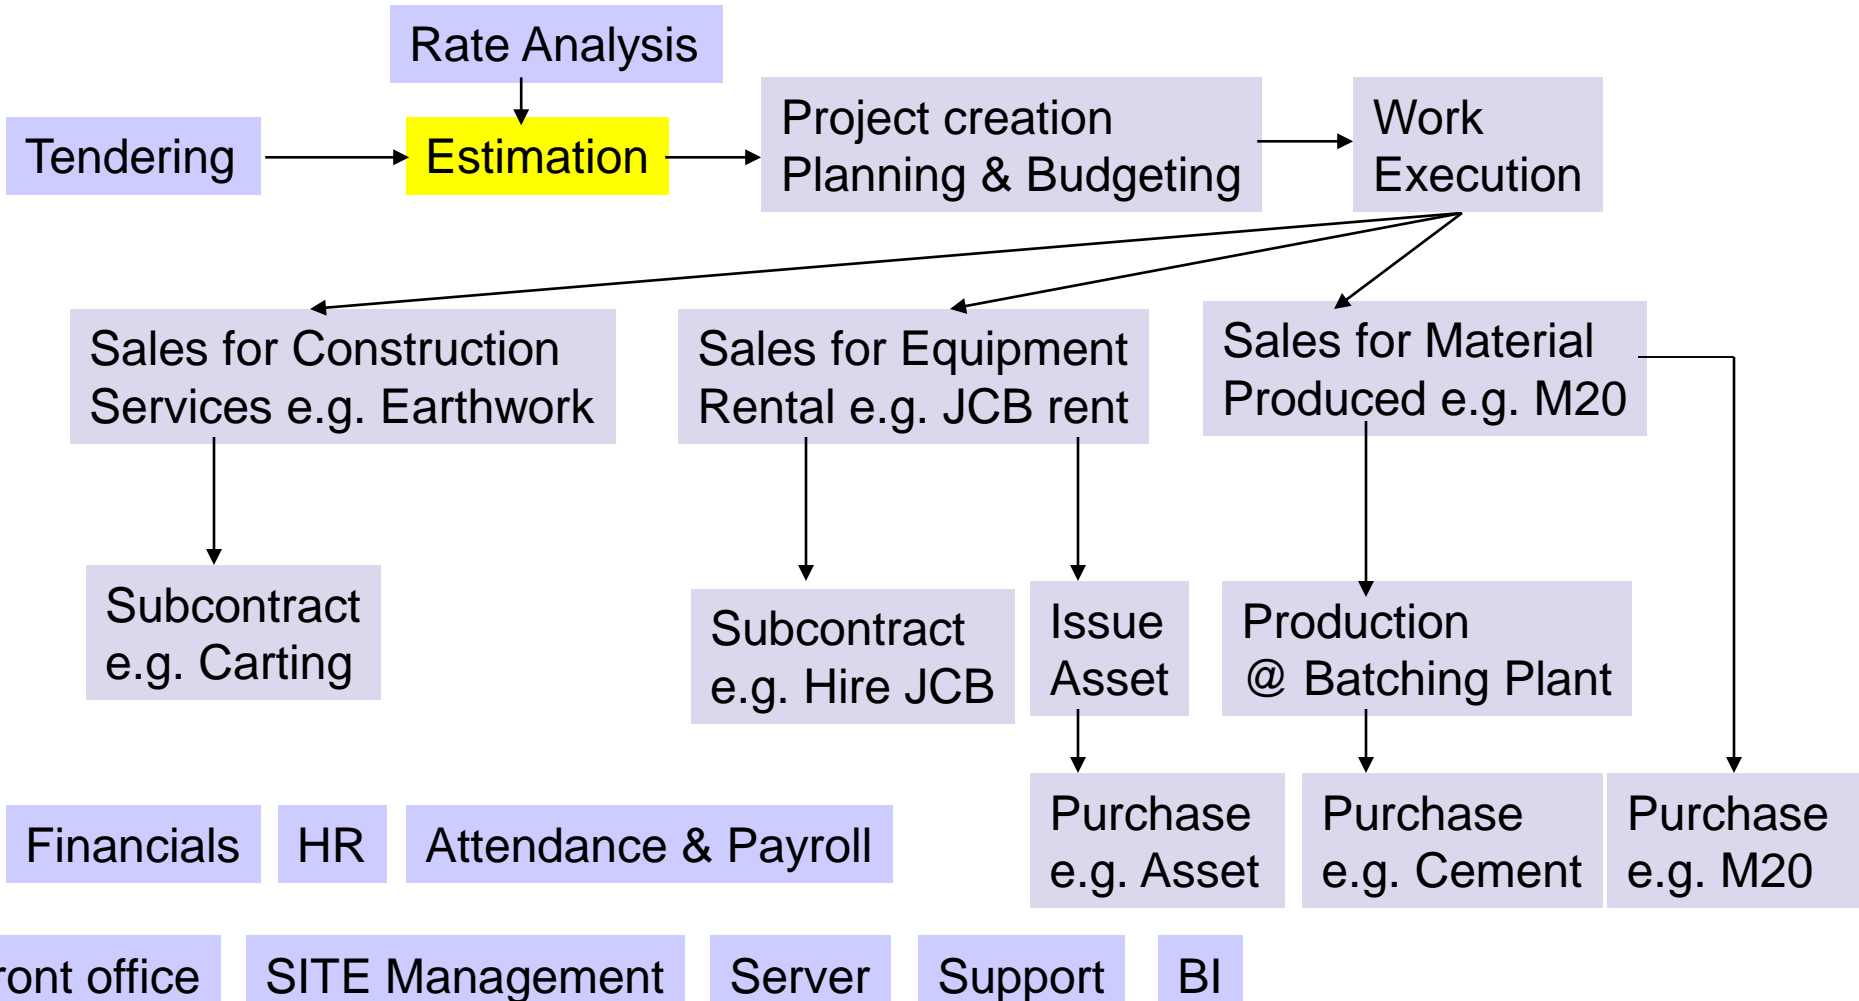 Rate Analysis
Tendering
Estimation
Project creation
Planning & Budgeting
Work
Execution
Sales for Construction
Services e.g. Earthwork
Sales for Equipment
Rental e.g. JCB rent
Sales for Material
Produced e.g. M20
Subcontract
e.g. Carting
Subcontract
e.g. Hire JCB
Issue
Asset
Production
@ Batching Plant
Purchase
e.g. Asset
Purchase
e.g. Cement
Purchase
e.g. M20
Financials
HR
Attendance & Payroll
ront office
SITE Management
Server
Support
BI